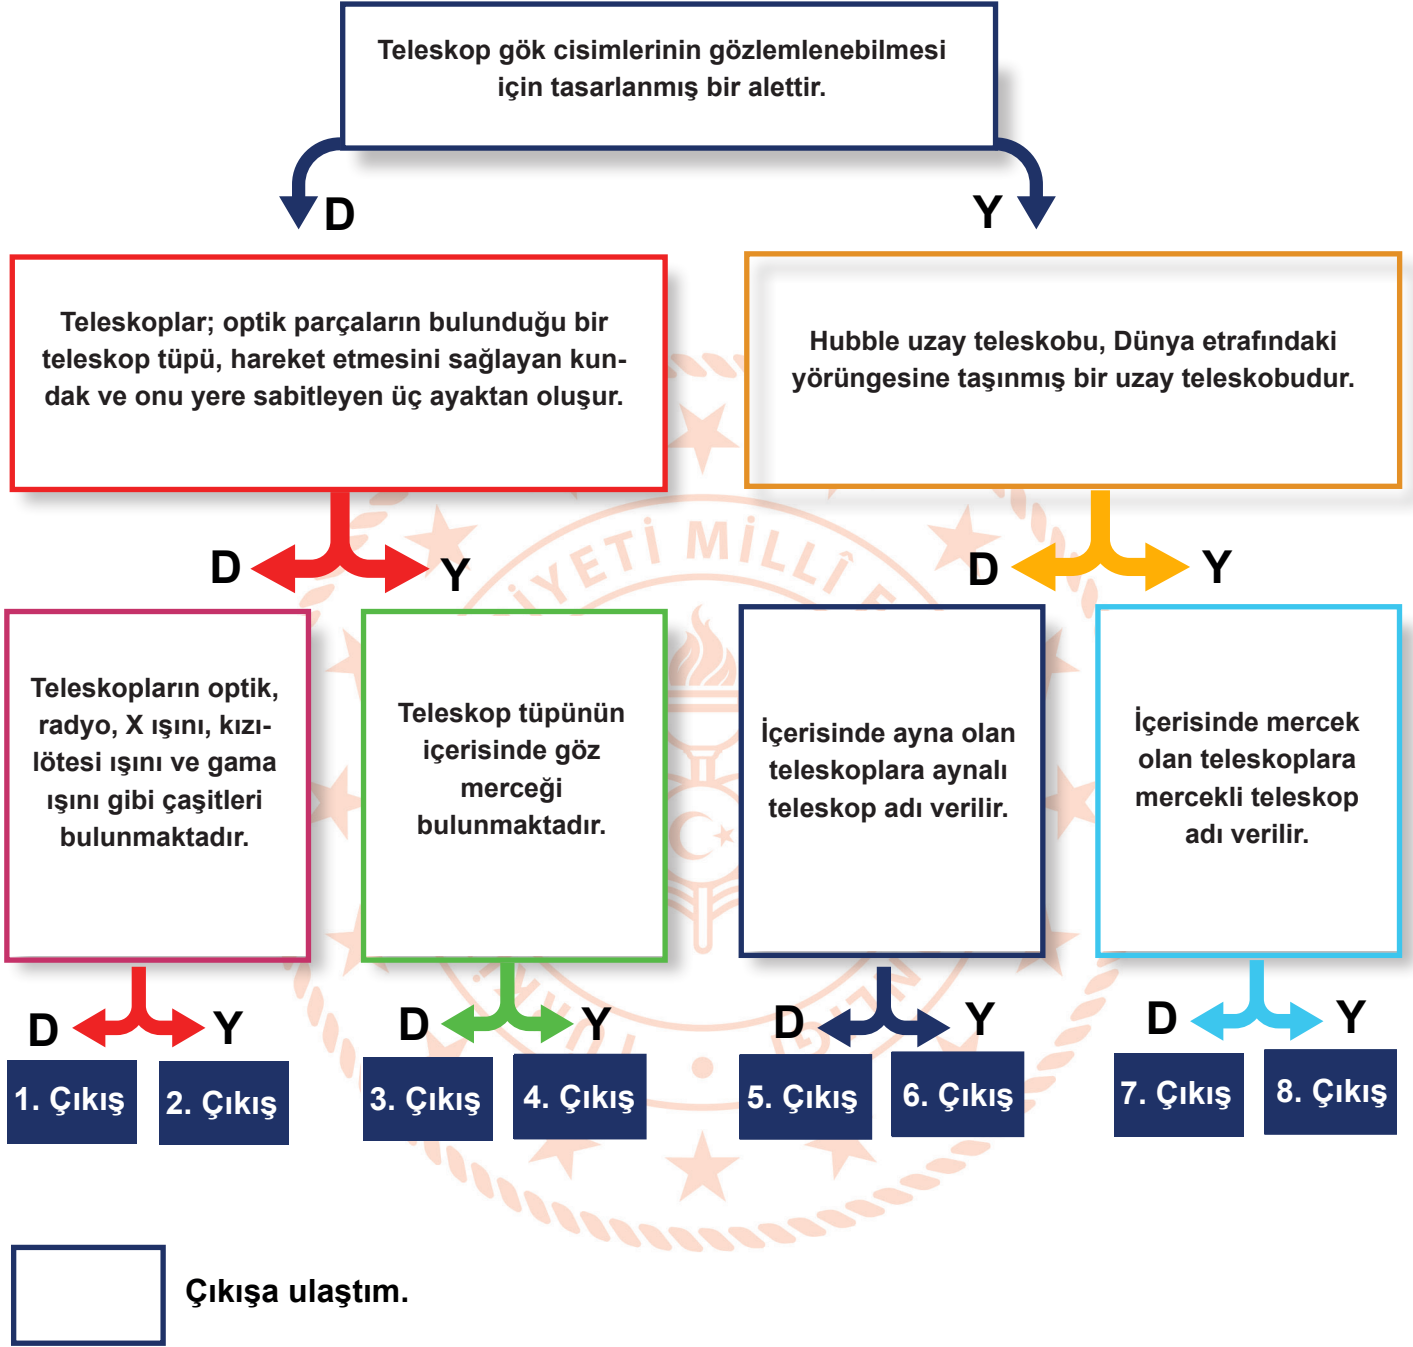 Teleskop gök cisimlerinin gözlemlenebilmesi
için tasarlanmış bir alettir.
D
Y
Teleskoplar; optik parçaların bulunduğu bir
teleskop tüpü, hareket etmesini sağlayan kun-
dak ve onu yere sabitleyen üç ayaktan oluşur.
Hubble uzay teleskobu, Dünya etrafındaki
yörüngesine taşınmış bir uzay teleskobudur.
D
Y
D
Y
Teleskopların optik,
radyo, X ışını, kızı-
lötesi ışını ve gama
ışını gibi çaşitleri
bulunmaktadır.
Teleskop tüpünün
içerisinde göz
merceği
bulunmaktadır.
İçerisinde ayna olan
teleskoplara aynalı
teleskop adı verilir.
İçerisinde mercek
olan teleskoplara
mercekli teleskop
adı verilir.
D
Y
D
Y
D
Y
D
Y
1. Çıkış
2. Çıkış
3. Çıkış
4. Çıkış
5. Çıkış
6. Çıkış
7. Çıkış
8. Çıkış
Çıkışa ulaştım.